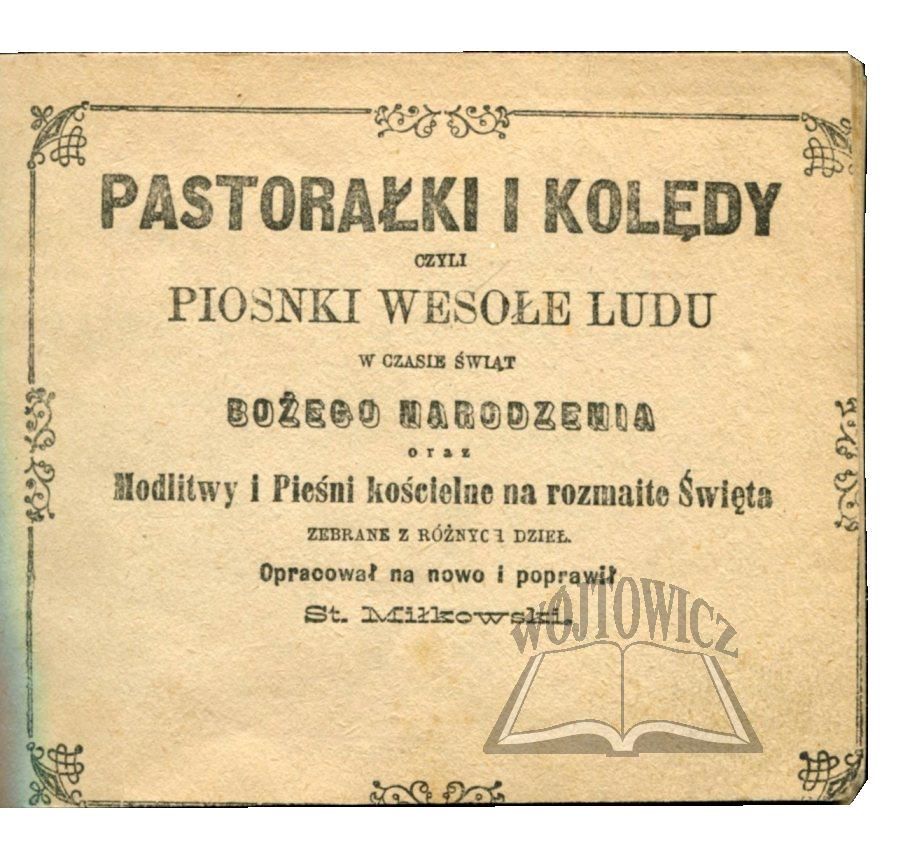 PASTORAŁKI I KOLĘDY
CZYLI
PIOSNKI WESOŁE LUDU
W CZASIE ŚWIĄT
BOŻEGO NARODZENIA
oraz
Modlitwy i Pieśni kościelne na rozmaite Święta
ZEBRANE Z RÓŻNYCH DZIEŁ.
Opracował na nowo i poprawił
St. Miłkowski.
WÓJTOWICZ